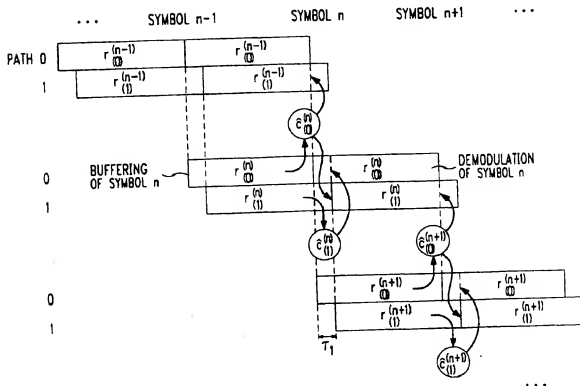 ... SYMBOL n-1 SYMBOL n SYMBOL n+1 ...
PATH 0 r(0)^(n-1) r(0)^(n-1)
1 r(1)^(n-1) r(1)^(n-1)
ĉ(0)^(n)
BUFFERING OF SYMBOL n
0 r(0)^(n) r(0)^(n)
DEMODULATION OF SYMBOL n
1 r(1)^(n) r(1)^(n)
ĉ(1)^(n) ĉ(0)^(n+1)
0 r(0)^(n+1) r(0)^(n+1)
1 r(1)^(n+1) r(1)^(n+1)
τ1
ĉ(1)^(n+1)
...